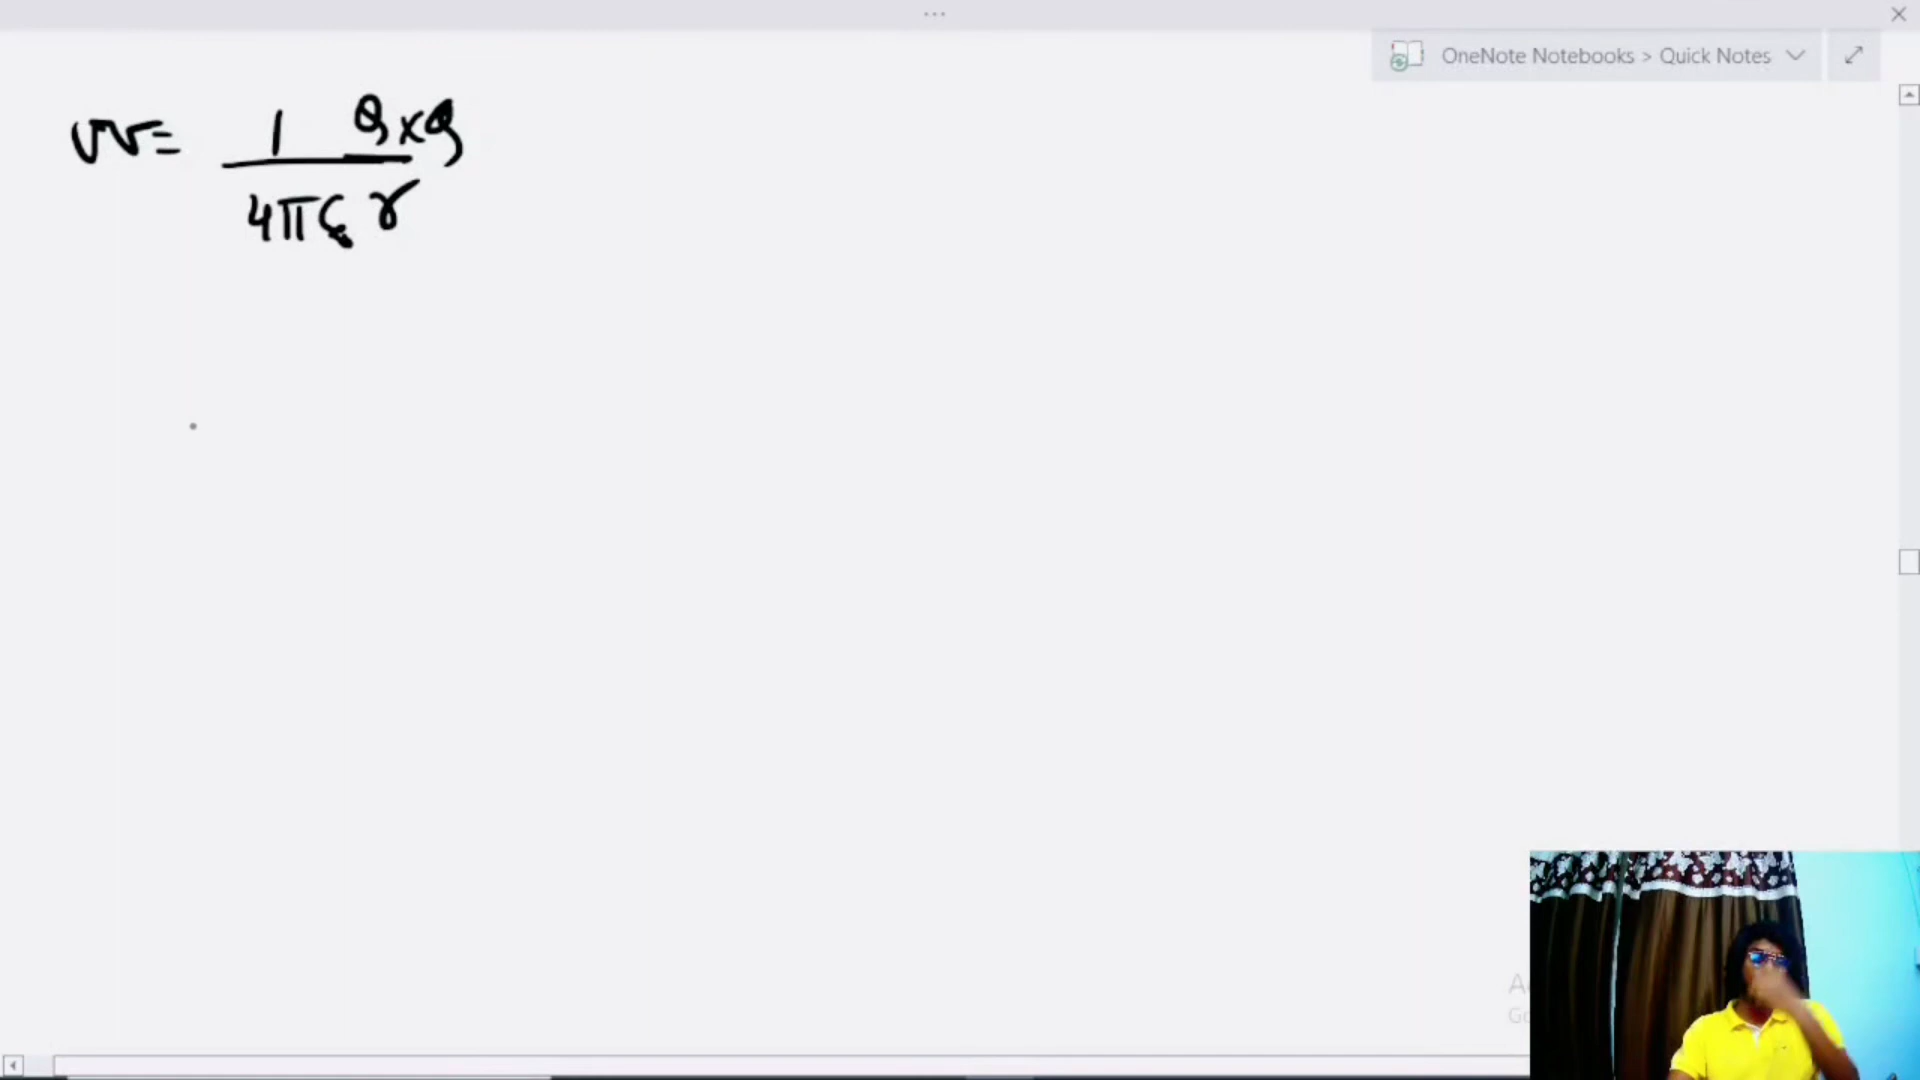 OneNote Notebooks > Quick Notes
W = 1/4πε₀ Q×q/r